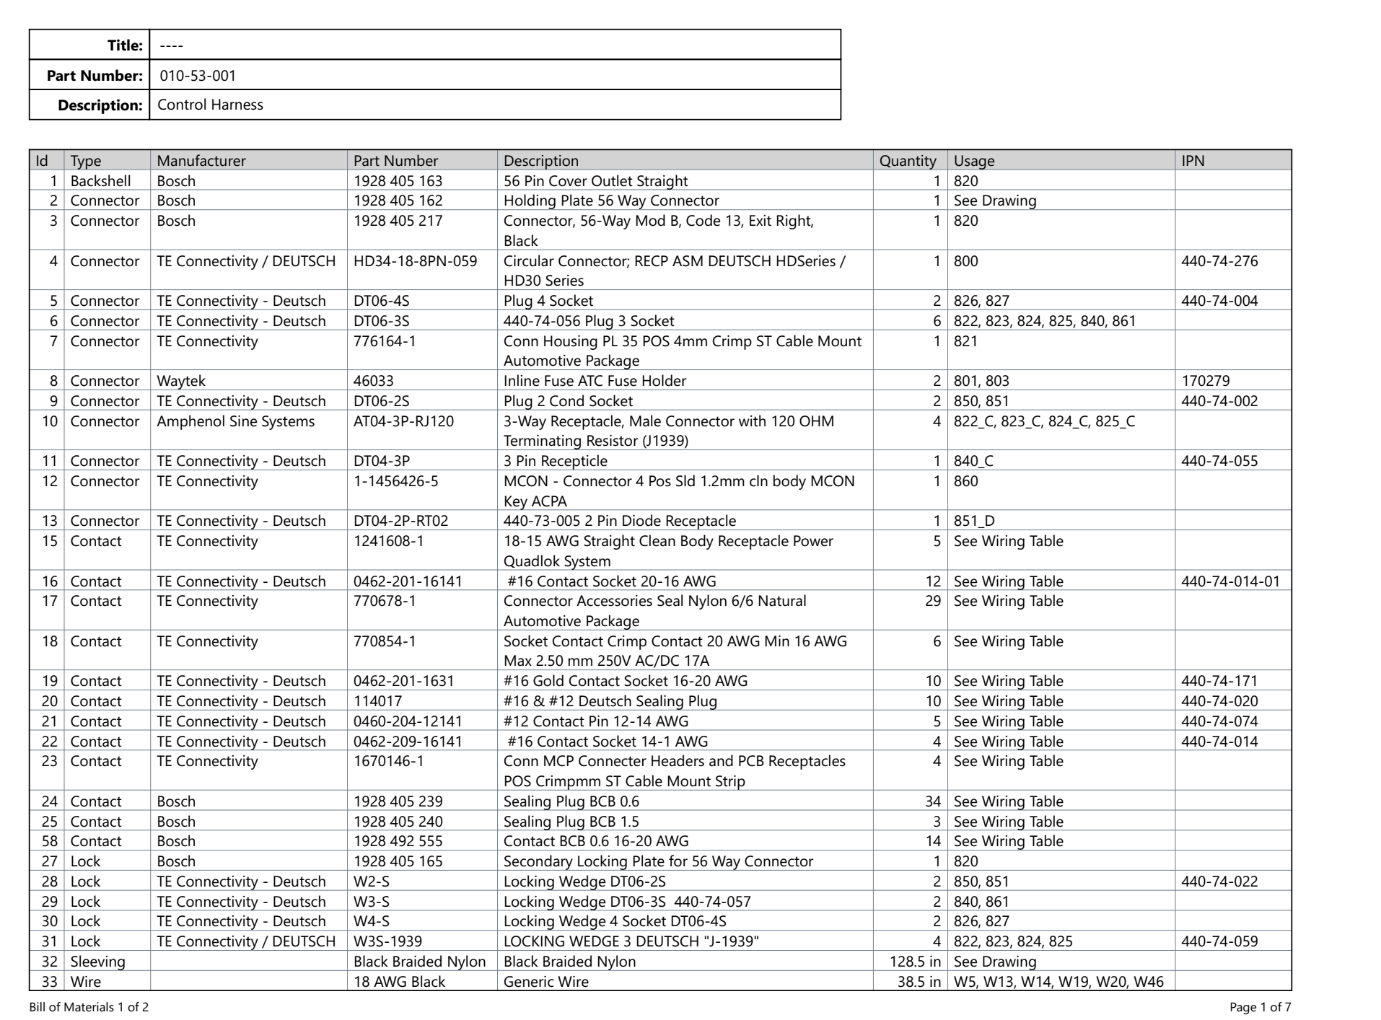 Title: ----
Part Number: 010-53-001
Description: Control Harness
Id Type Manufacturer Part Number Description Quantity Usage IPN
1 Backshell Bosch 1928 405 163 56 Pin Cover Outlet Straight 1 820
2 Connector Bosch 1928 405 162 Holding Plate 56 Way Connector 1 See Drawing
3 Connector Bosch 1928 405 217 Connector, 56-Way Mod B, Code 13, Exit Right, 1 820
Black
4 Connector TE Connectivity / DEUTSCH HD34-18-8PN-059 Circular Connector; RECP ASM DEUTSCH HDSeries / 1 800 440-74-276
HD30 Series
5 Connector TE Connectivity - Deutsch DT06-4S Plug 4 Socket 2 826, 827 440-74-004
6 Connector TE Connectivity - Deutsch DT06-3S 440-74-056 Plug 3 Socket 6 822, 823, 824, 825, 840, 861
7 Connector TE Connectivity 776164-1 Conn Housing PL 35 POS 4mm Crimp ST Cable Mount 1 821
Automotive Package
8 Connector Waytek 46033 Inline Fuse ATC Fuse Holder 2 801, 803 170279
9 Connector TE Connectivity - Deutsch DT06-2S Plug 2 Cond Socket 2 850, 851 440-74-002
10 Connector Amphenol Sine Systems AT04-3P-RJ120 3-Way Receptacle, Male Connector with 120 OHM 4 822_C, 823_C, 824_C, 825_C
Terminating Resistor (J1939)
11 Connector TE Connectivity - Deutsch DT04-3P 3 Pin Recepticle 1 840_C 440-74-055
12 Connector TE Connectivity 1-1456426-5 MCON - Connector 4 Pos Sld 1.2mm cln body MCON 1 860
Key ACPA
13 Connector TE Connectivity - Deutsch DT04-2P-RT02 440-73-005 2 Pin Diode Receptacle 1 851_D
15 Contact TE Connectivity 1241608-1 18-15 AWG Straight Clean Body Receptacle Power 5 See Wiring Table
Quadlok System
16 Contact TE Connectivity - Deutsch 0462-201-16141 #16 Contact Socket 20-16 AWG 12 See Wiring Table 440-74-014-01
17 Contact TE Connectivity 770678-1 Connector Accessories Seal Nylon 6/6 Natural 29 See Wiring Table
Automotive Package
18 Contact TE Connectivity 770854-1 Socket Contact Crimp Contact 20 AWG Min 16 AWG 6 See Wiring Table
Max 2.50 mm 250V AC/DC 17A
19 Contact TE Connectivity - Deutsch 0462-201-1631 #16 Gold Contact Socket 16-20 AWG 10 See Wiring Table 440-74-171
20 Contact TE Connectivity - Deutsch 114017 #16 & #12 Deutsch Sealing Plug 10 See Wiring Table 440-74-020
21 Contact TE Connectivity - Deutsch 0460-204-12141 #12 Contact Pin 12-14 AWG 5 See Wiring Table 440-74-074
22 Contact TE Connectivity - Deutsch 0462-209-16141 #16 Contact Socket 14-1 AWG 4 See Wiring Table 440-74-014
23 Contact TE Connectivity 1670146-1 Conn MCP Connecter Headers and PCB Receptacles 4 See Wiring Table
POS Crimpmm ST Cable Mount Strip
24 Contact Bosch 1928 405 239 Sealing Plug BCB 0.6 34 See Wiring Table
25 Contact Bosch 1928 405 240 Sealing Plug BCB 1.5 3 See Wiring Table
58 Contact Bosch 1928 492 555 Contact BCB 0.6 16-20 AWG 14 See Wiring Table
27 Lock Bosch 1928 405 165 Secondary Locking Plate for 56 Way Connector 1 820
28 Lock TE Connectivity - Deutsch W2-S Locking Wedge DT06-2S 2 850, 851 440-74-022
29 Lock TE Connectivity - Deutsch W3-S Locking Wedge DT06-3S 440-74-057 2 840, 861
30 Lock TE Connectivity - Deutsch W4-S Locking Wedge 4 Socket DT06-4S 2 826, 827
31 Lock TE Connectivity / DEUTSCH W3S-1939 LOCKING WEDGE 3 DEUTSCH "J-1939" 4 822, 823, 824, 825 440-74-059
32 Sleeving Black Braided Nylon Black Braided Nylon 128.5 in See Drawing
33 Wire 18 AWG Black Generic Wire 38.5 in W5, W13, W14, W19, W20, W46
Bill of Materials 1 of 2 Page 1 of 7